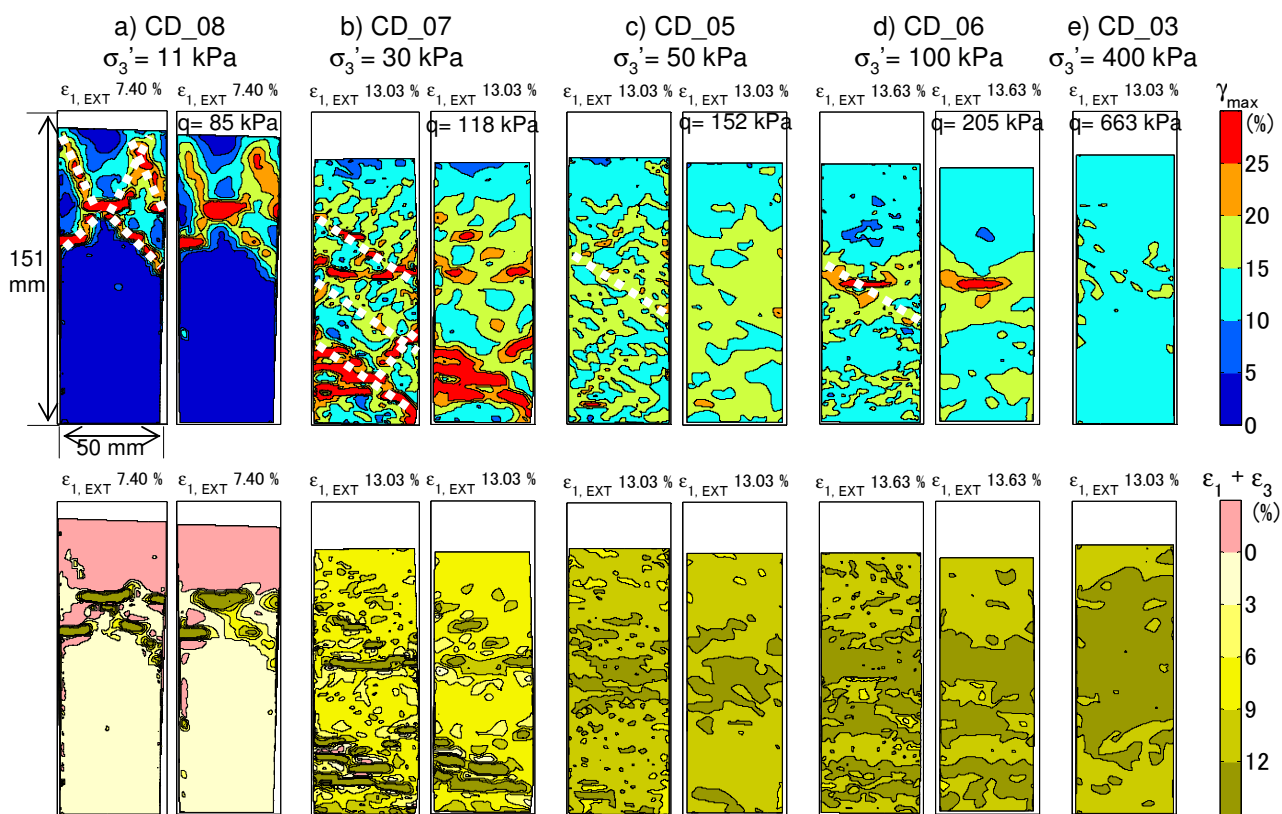 a) CD_08
σ3'= 11 kPa
b) CD_07
σ3'= 30 kPa
c) CD_05
σ3'= 50 kPa
d) CD_06
σ3'= 100 kPa
e) CD_03
σ3'= 400 kPa
ε1, EXT 7.40 %
ε1, EXT 7.40 %
ε1, EXT 13.03 %
ε1, EXT 13.03 %
ε1, EXT 13.03 %
ε1, EXT 13.03 %
ε1, EXT 13.63 %
ε1, EXT 13.63 %
ε1, EXT 13.03 %
q= 85 kPa
q= 118 kPa
q= 152 kPa
q= 205 kPa
q= 663 kPa
γmax
(%)
25
20
15
10
5
0
151
mm
50 mm
ε1, EXT 7.40 %
ε1, EXT 7.40 %
ε1, EXT 13.03 %
ε1, EXT 13.03 %
ε1, EXT 13.03 %
ε1, EXT 13.03 %
ε1, EXT 13.63 %
ε1, EXT 13.63 %
ε1, EXT 13.03 %
ε1 + ε3
(%)
0
3
6
9
12